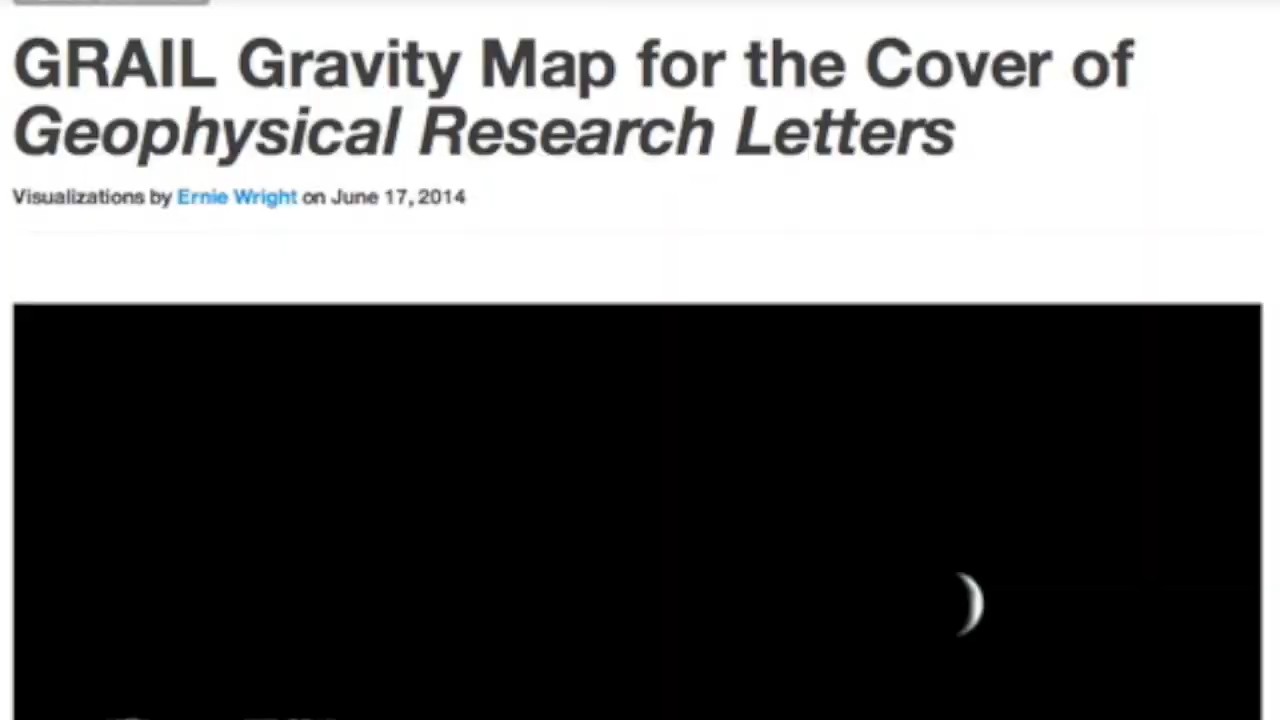 GRAIL Gravity Map for the Cover of
Geophysical Research Letters
Visualizations by Ernie Wright on June 17, 2014